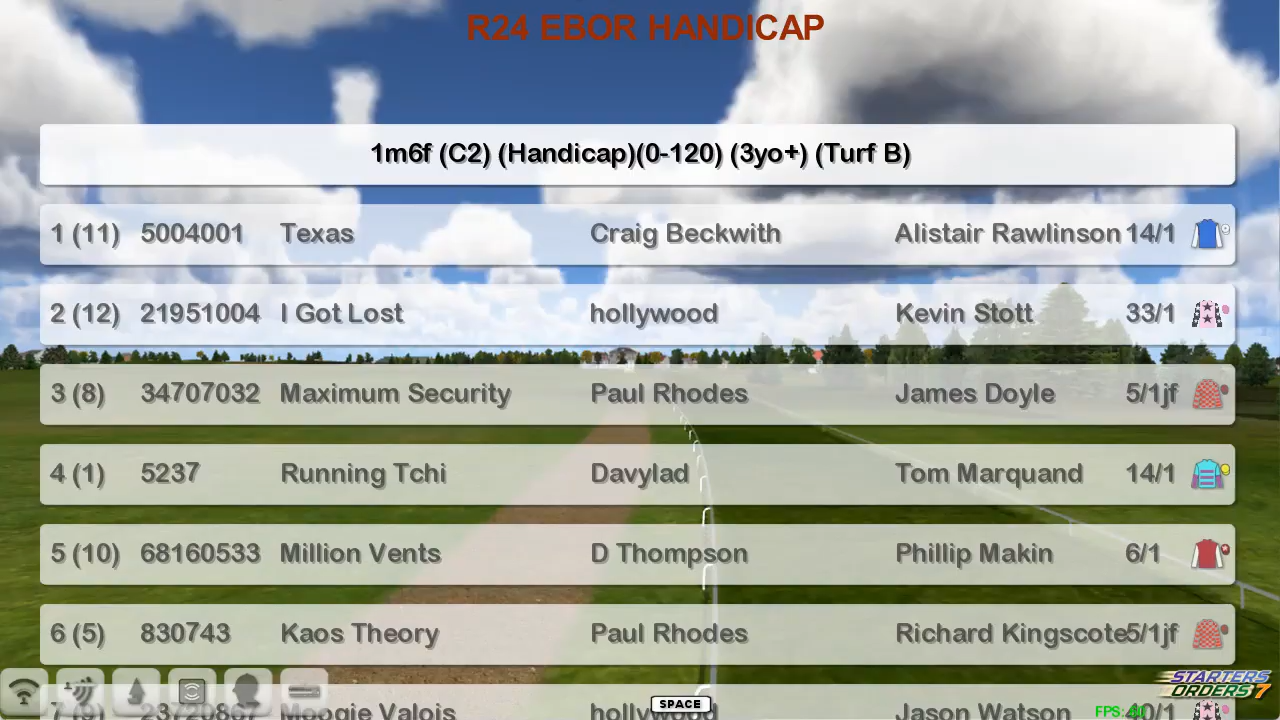 R24 EBOR HANDICAP
1m6f (C2) (Handicap)(0-120) (3yo+) (Turf B)
1 (11) 5004001 Texas Craig Beckwith Alistair Rawlinson 14/1
2 (12) 21951004 I Got Lost hollywood Kevin Stott 33/1
3 (8) 34707032 Maximum Security Paul Rhodes James Doyle 5/1jf
4 (1) 5237 Running Tchi Davylad Tom Marquand 14/1
5 (10) 68160533 Million Vents D Thompson Phillip Makin 6/1
6 (5) 830743 Kaos Theory Paul Rhodes Richard Kingscote 5/1jf
Moogie Valois hollywood Jason Watson
SPACE
STARTERS ORDERS 7
FPS: